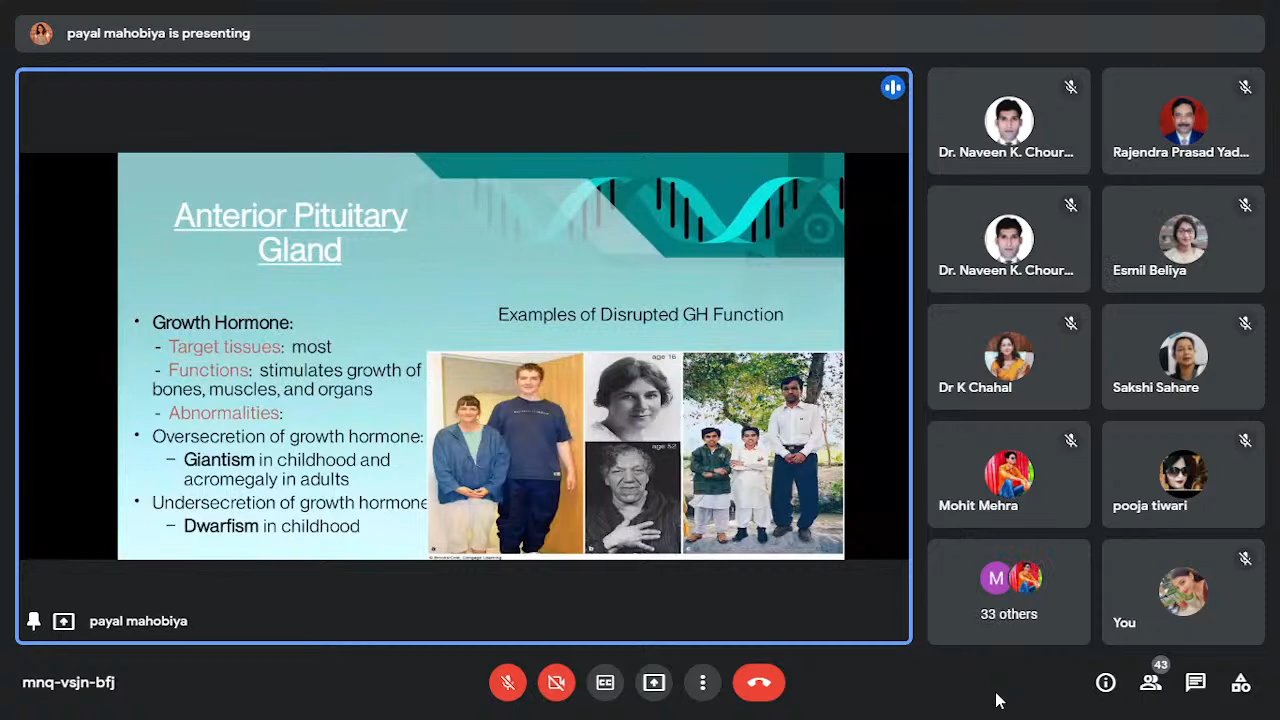 payal mahobiya is presenting
Anterior Pituitary
Gland
• Growth Hormone:
- Target tissues: most
- Functions: stimulates growth of
bones, muscles, and organs
- Abnormalities:
• Oversecretion of growth hormone:
– Giantism in childhood and
acromegaly in adults
• Undersecretion of growth hormone
– Dwarfism in childhood
Examples of Disrupted GH Function
age 16
age 52
a
b
c
payal mahobiya
Dr. Naveen K. Chour...
Rajendra Prasad Yad...
Dr. Naveen K. Chour...
Esmil Beliya
Dr K Chahal
Sakshi Sahare
Mohit Mehra
pooja tiwari
M
33 others
You
mnq-vsjn-bfj
CC
43